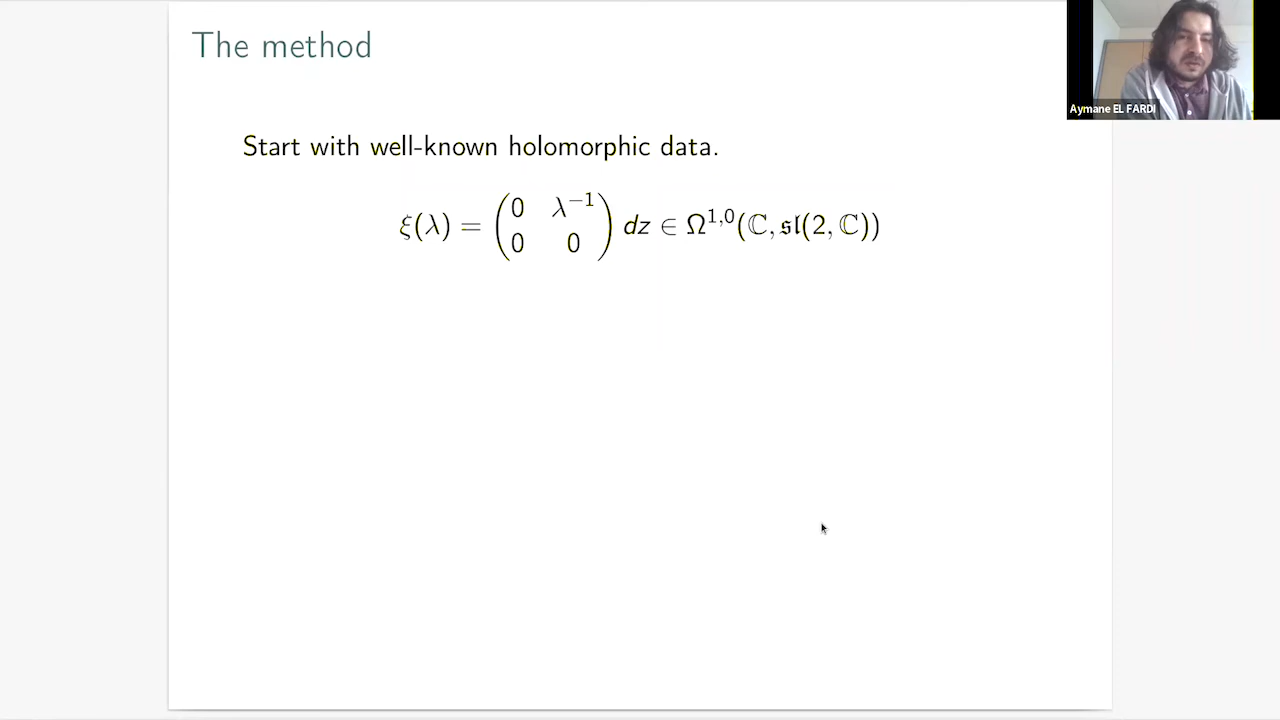 The method
Aymane EL FARDI
Start with well-known holomorphic data.
ξ(λ) = (0 λ⁻¹
0 0) dz ∈ Ω¹,⁰(ℂ, 𝔰𝔩(2, ℂ))